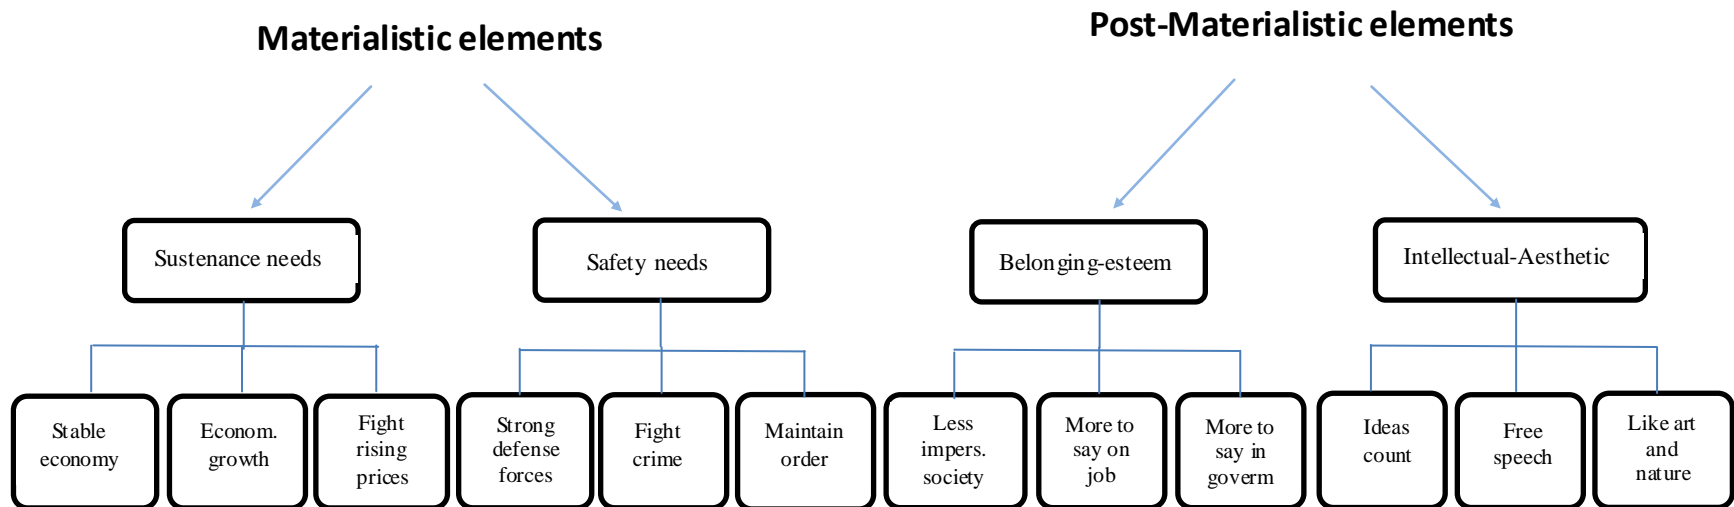 Materialistic elements
Post-Materialistic elements
Sustenance needs
Safety needs
Belonging-esteem
Intellectual-Aesthetic
Stable
economy
Econom.
growth
Fight
rising
prices
Strong
defense
forces
Fight
crime
Maintain
order
Less
impers.
society
More to
say on
job
More to
say in
goverm
Ideas
count
Free
speech
Like art
and
nature